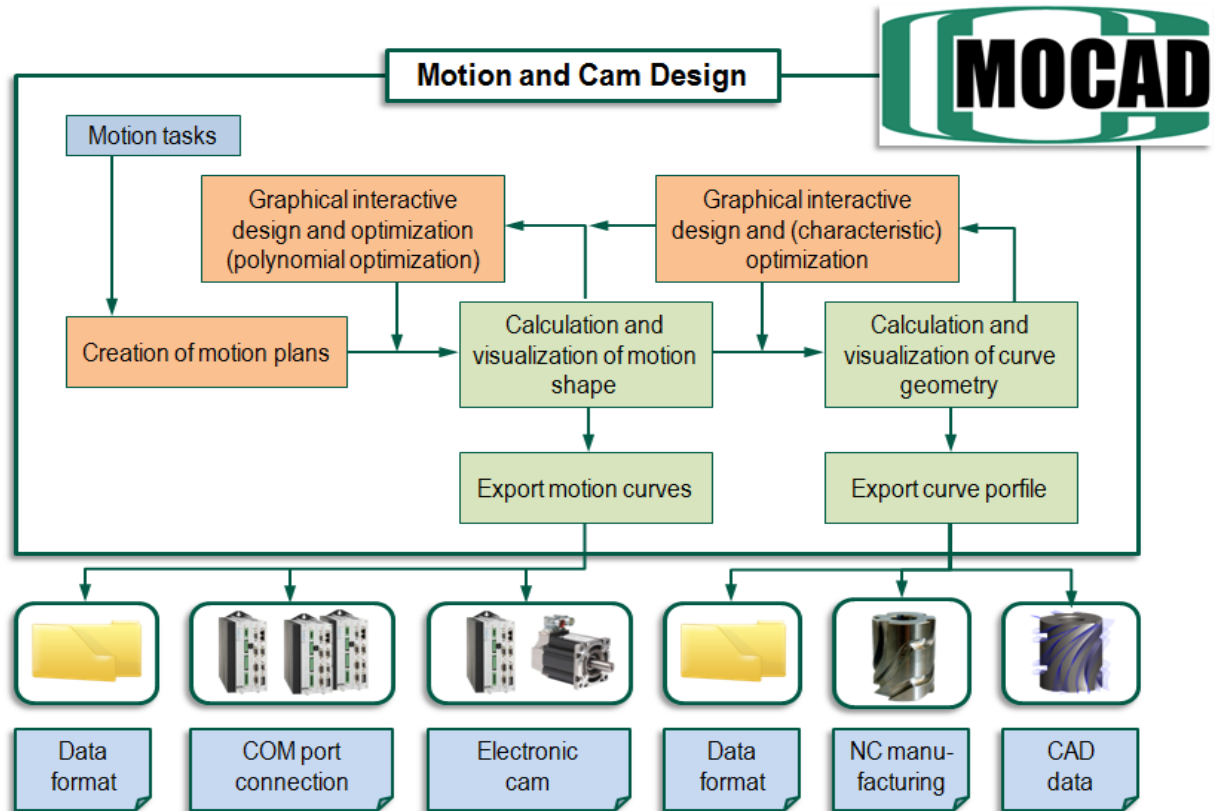 Motion and Cam Design
MOCAD
Motion tasks
Graphical interactive
design and optimization
(polynomial optimization)
Graphical interactive
design and (characteristic)
optimization
Creation of motion plans
Calculation and
visualization of motion
shape
Calculation and
visualization of curve
geometry
Export motion curves
Export curve porfile
Data
format
COM port
connection
Electronic
cam
Data
format
NC manu-
facturing
CAD
data